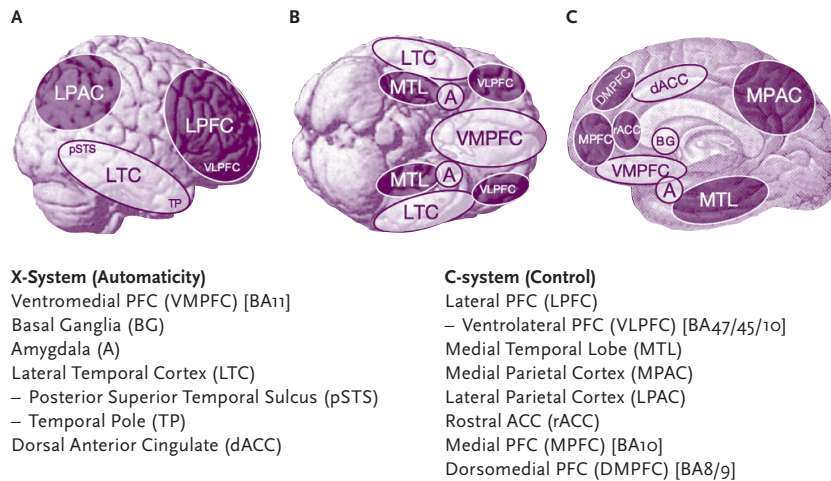 A
B
C
LPAC
LPFC
VLPFC
pSTS
LTC
TP
LTC
MTL
A
VLPFC
VMPFC
A
MTL
VLPFC
LTC
DMPFC
dACC
MPAC
MPFC
rACC
BG
VMPFC
A
MTL
X-System (Automaticity)
Ventromedial PFC (VMPFC) [BA11]
Basal Ganglia (BG)
Amygdala (A)
Lateral Temporal Cortex (LTC)
– Posterior Superior Temporal Sulcus (pSTS)
– Temporal Pole (TP)
Dorsal Anterior Cingulate (dACC)
C-system (Control)
Lateral PFC (LPFC)
– Ventrolateral PFC (VLPFC) [BA47/45/10]
Medial Temporal Lobe (MTL)
Medial Parietal Cortex (MPAC)
Lateral Parietal Cortex (LPAC)
Rostral ACC (rACC)
Medial PFC (MPFC) [BA10]
Dorsomedial PFC (DMPFC) [BA8/9]